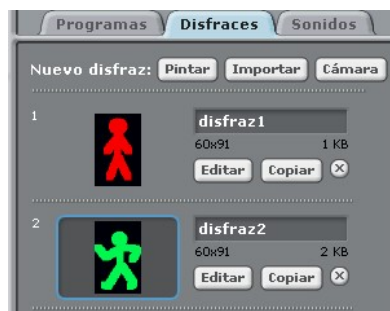 Programas Disfraces Sonidos
Nuevo disfraz: Pintar Importar Cámara
1
disfraz1
60x91 1 KB
Editar Copiar
2
disfraz2
60x91 2 KB
Editar Copiar